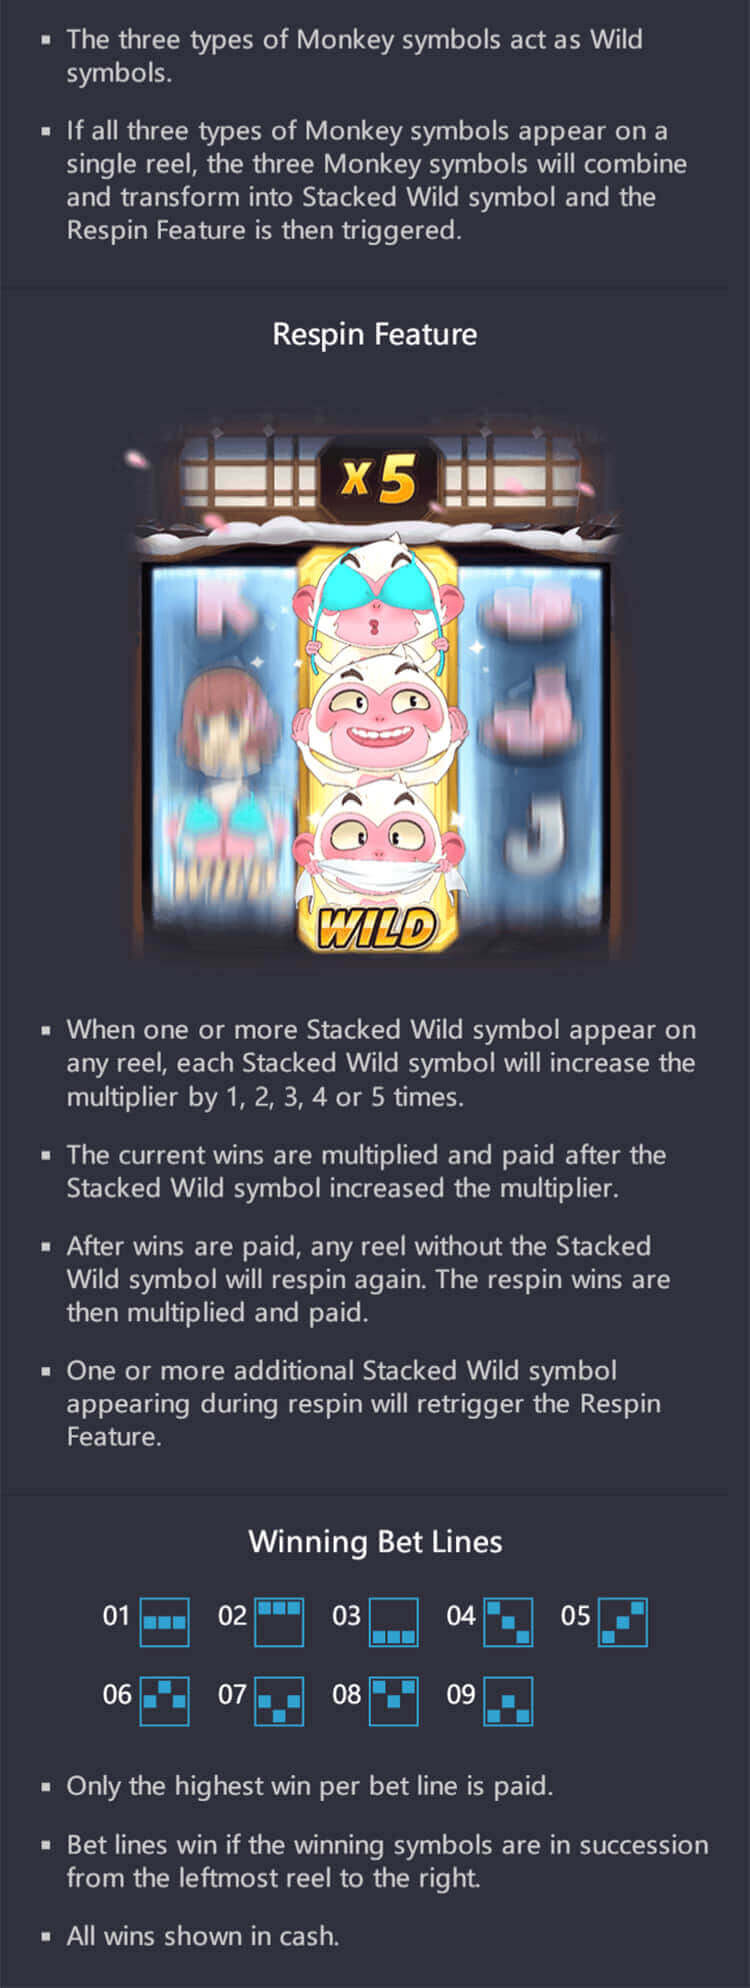 ▪ The three types of Monkey symbols act as Wild
symbols.
▪ If all three types of Monkey symbols appear on a
single reel, the three Monkey symbols will combine
and transform into Stacked Wild symbol and the
Respin Feature is then triggered.
Respin Feature
x5
K
J
WILD
WILD
▪ When one or more Stacked Wild symbol appear on
any reel, each Stacked Wild symbol will increase the
multiplier by 1, 2, 3, 4 or 5 times.
▪ The current wins are multiplied and paid after the
Stacked Wild symbol increased the multiplier.
▪ After wins are paid, any reel without the Stacked
Wild symbol will respin again. The respin wins are
then multiplied and paid.
▪ One or more additional Stacked Wild symbol
appearing during respin will retrigger the Respin
Feature.
Winning Bet Lines
01 02 03 04 05
06 07 08 09
▪ Only the highest win per bet line is paid.
▪ Bet lines win if the winning symbols are in succession
from the leftmost reel to the right.
▪ All wins shown in cash.